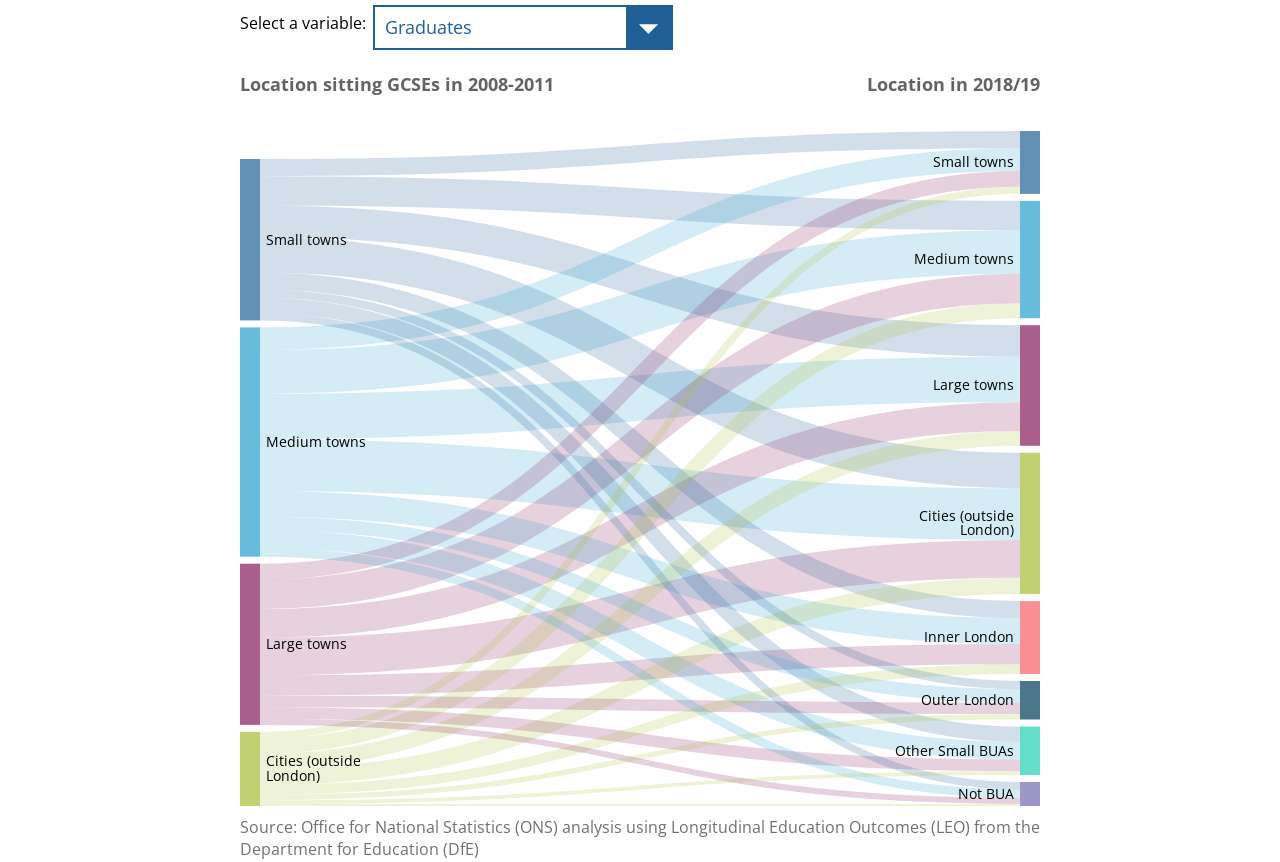 Select a variable:
Graduates
Location sitting GCSEs in 2008-2011
Location in 2018/19
Small towns
Medium towns
Large towns
Cities (outside
London)
Small towns
Medium towns
Large towns
Cities (outside
London)
Inner London
Outer London
Other Small BUAs
Not BUA
Source: Office for National Statistics (ONS) analysis using Longitudinal Education Outcomes (LEO) from the
Department for Education (DfE)